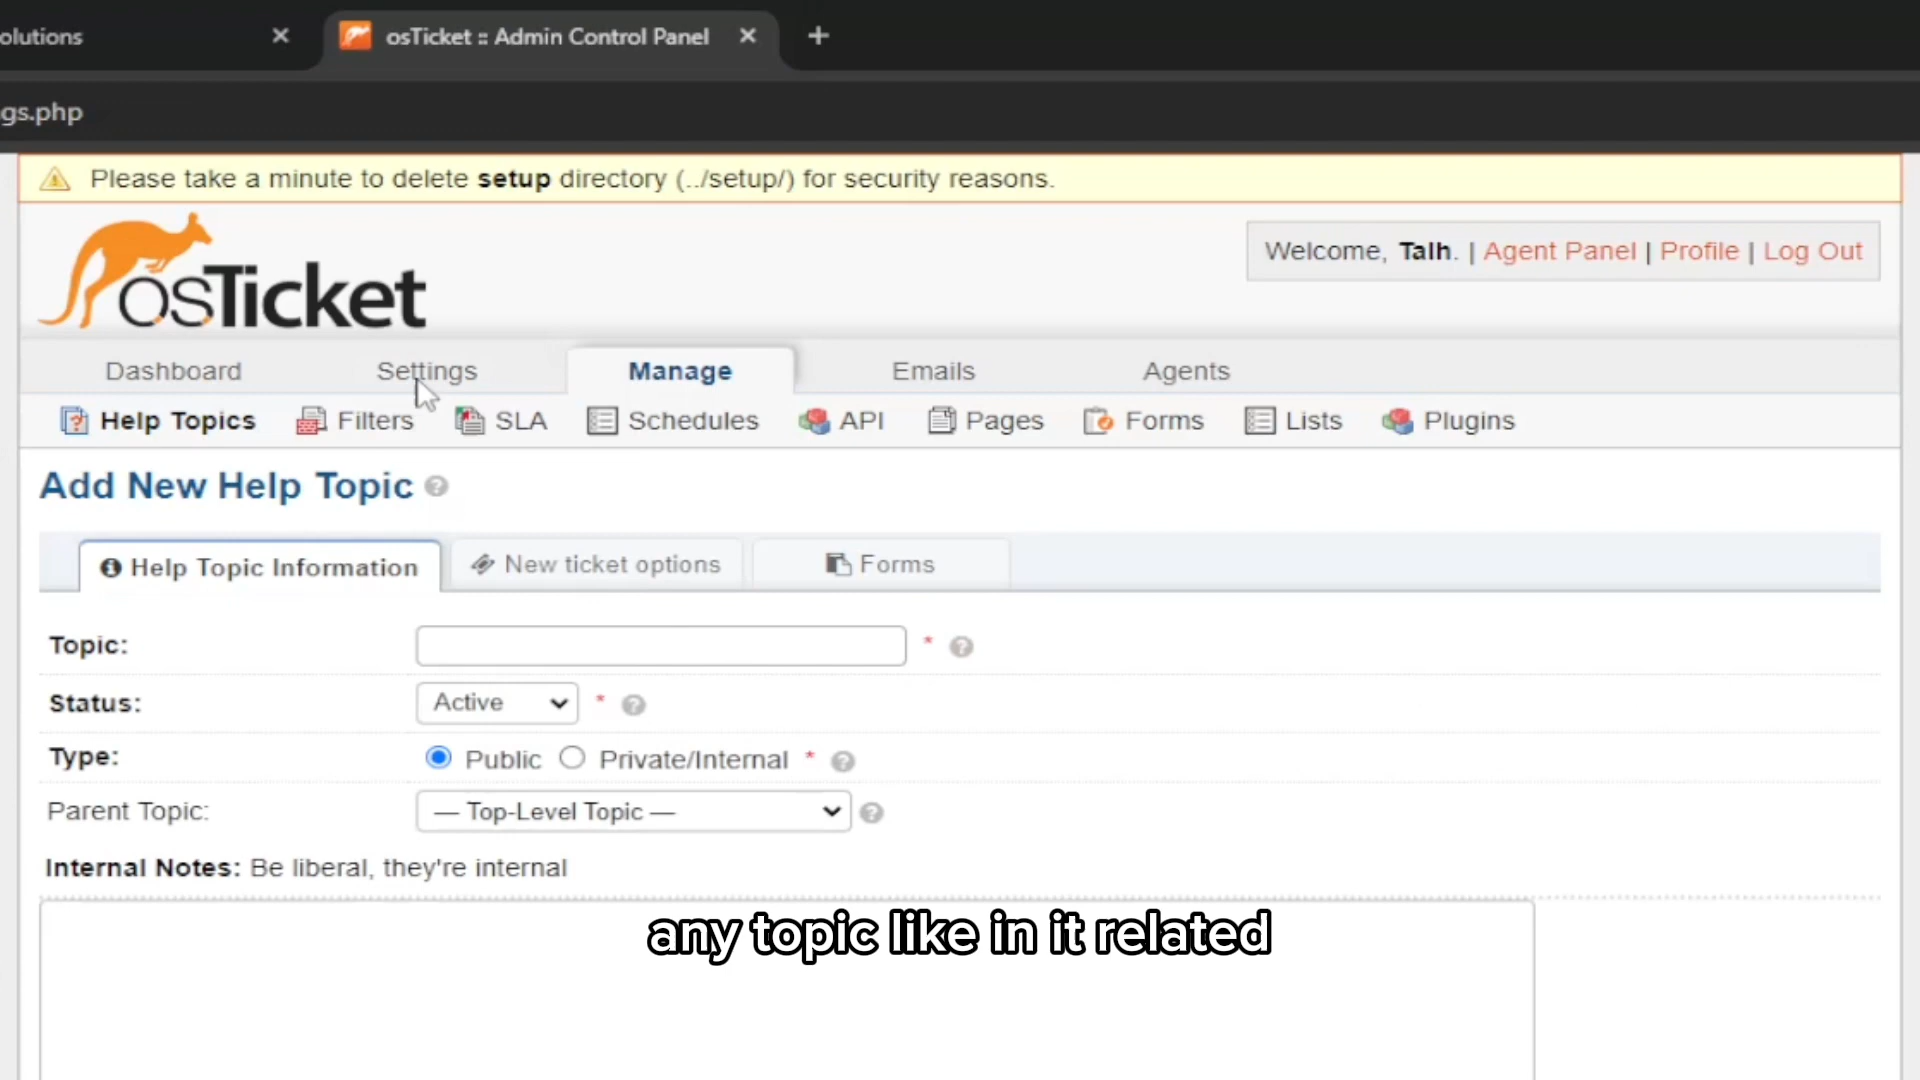 olutions
osTicket :: Admin Control Panel
gs.php
Please take a minute to delete setup directory (../setup/) for security reasons.
osTicket
Welcome, Talh. | Agent Panel | Profile | Log Out
Dashboard Settings Manage Emails Agents
Help Topics Filters SLA Schedules API Pages Forms Lists Plugins
Add New Help Topic
Help Topic Information New ticket options Forms
Topic: *
Status: Active *
Type: Public Private/Internal *
Parent Topic: — Top-Level Topic —
Internal Notes: Be liberal, they're internal
any topic like in it related